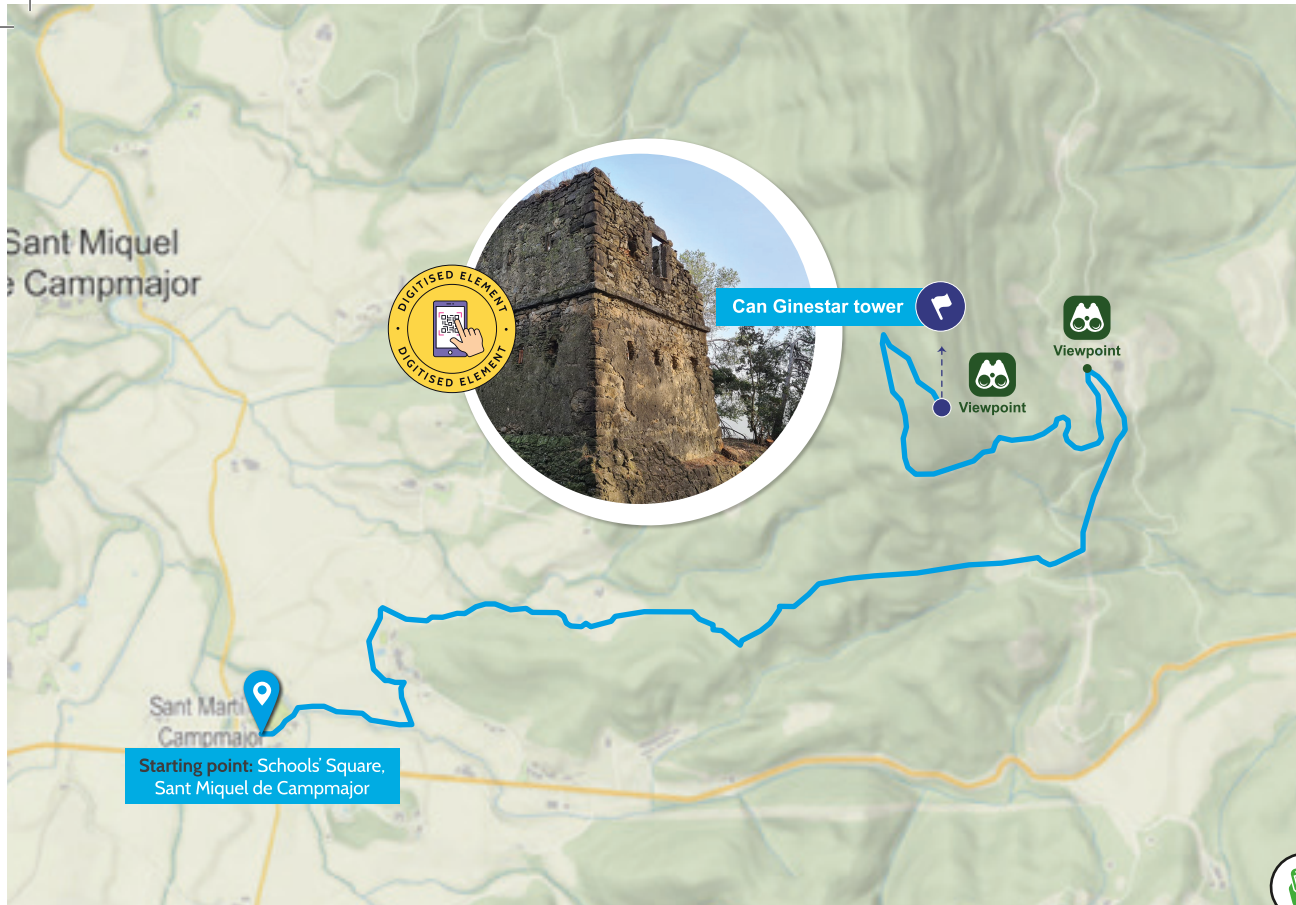 Sant Miquel
e Campmajor
DIGITISED ELEMENT
DIGITISED ELEMENT
Can Ginestar tower
Viewpoint
Viewpoint
Sant Martí
Campmajor
Starting point: Schools' Square,
Sant Miquel de Campmajor